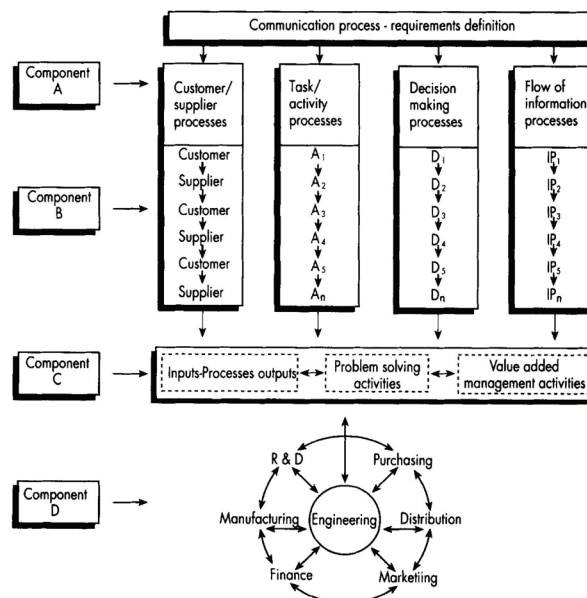 Communication process - requirements definition
Component
A
Customer/
supplier
processes
Task/
activity
processes
Decision
making
processes
Flow of
information
processes
Component
B
Customer
Supplier
Customer
Supplier
Customer
Supplier
A1
A2
A3
A4
A5
An
D1
D2
D3
D4
D5
Dn
IP1
IP2
IP3
IP4
IP5
IPn
Component
C
Inputs-Processes outputs
Problem solving
activities
Value added
management activities
Component
D
R & D
Purchasing
Manufacturing
Engineering
Distribution
Finance
Marketiing